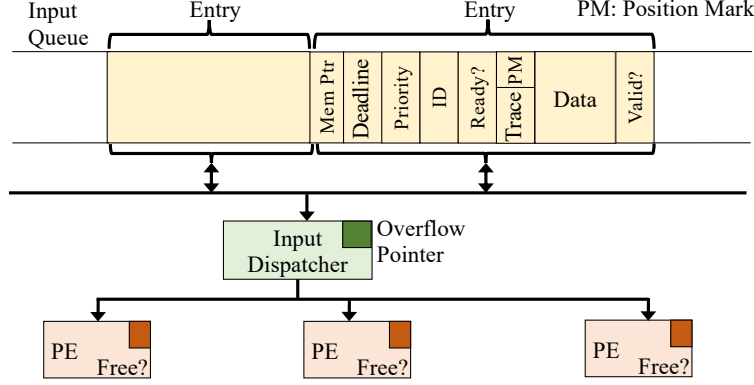 Input
Queue
Entry
Entry
PM: Position Mark
Mem Ptr
Deadline
Priority
ID
Ready?
Trace
PM
Data
Valid?
Input
Dispatcher
Overflow
Pointer
PE
Free?
PE
Free?
PE
Free?